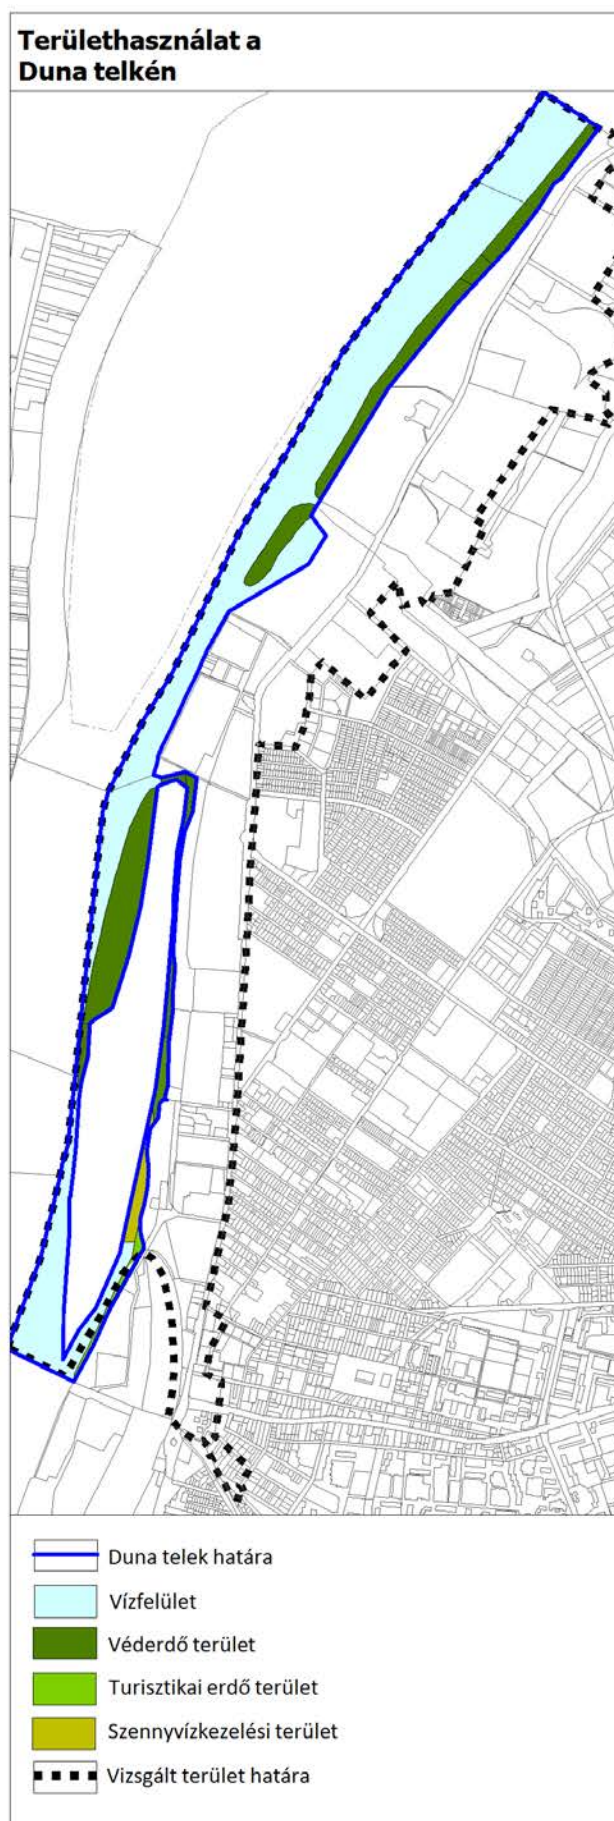 Területhasználat a
Duna telkén
Duna telek határa
Vízfelület
Véderdő terület
Turisztikai erdő terület
Szennyvízkezelési terület
Vizsgált terület határa